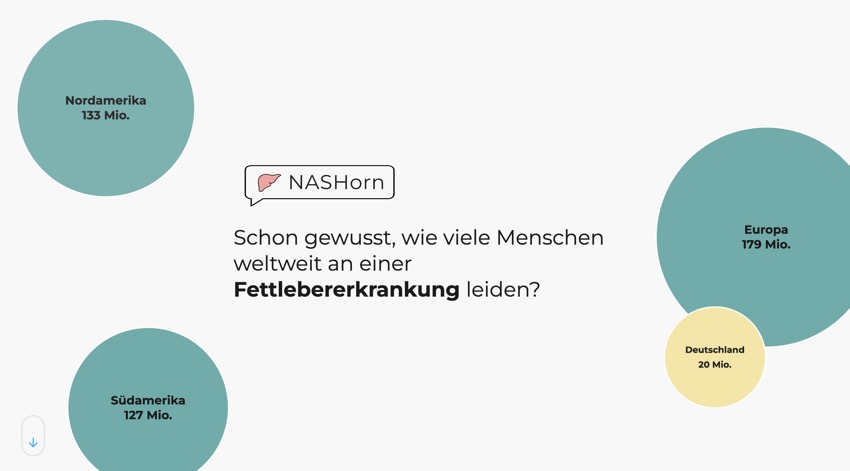 Nordamerika
133 Mio.
NASHorn
Schon gewusst, wie viele Menschen
weltweit an einer
Fettlebererkrankung leiden?
Europa
179 Mio.
Deutschland
20 Mio.
Südamerika
127 Mio.